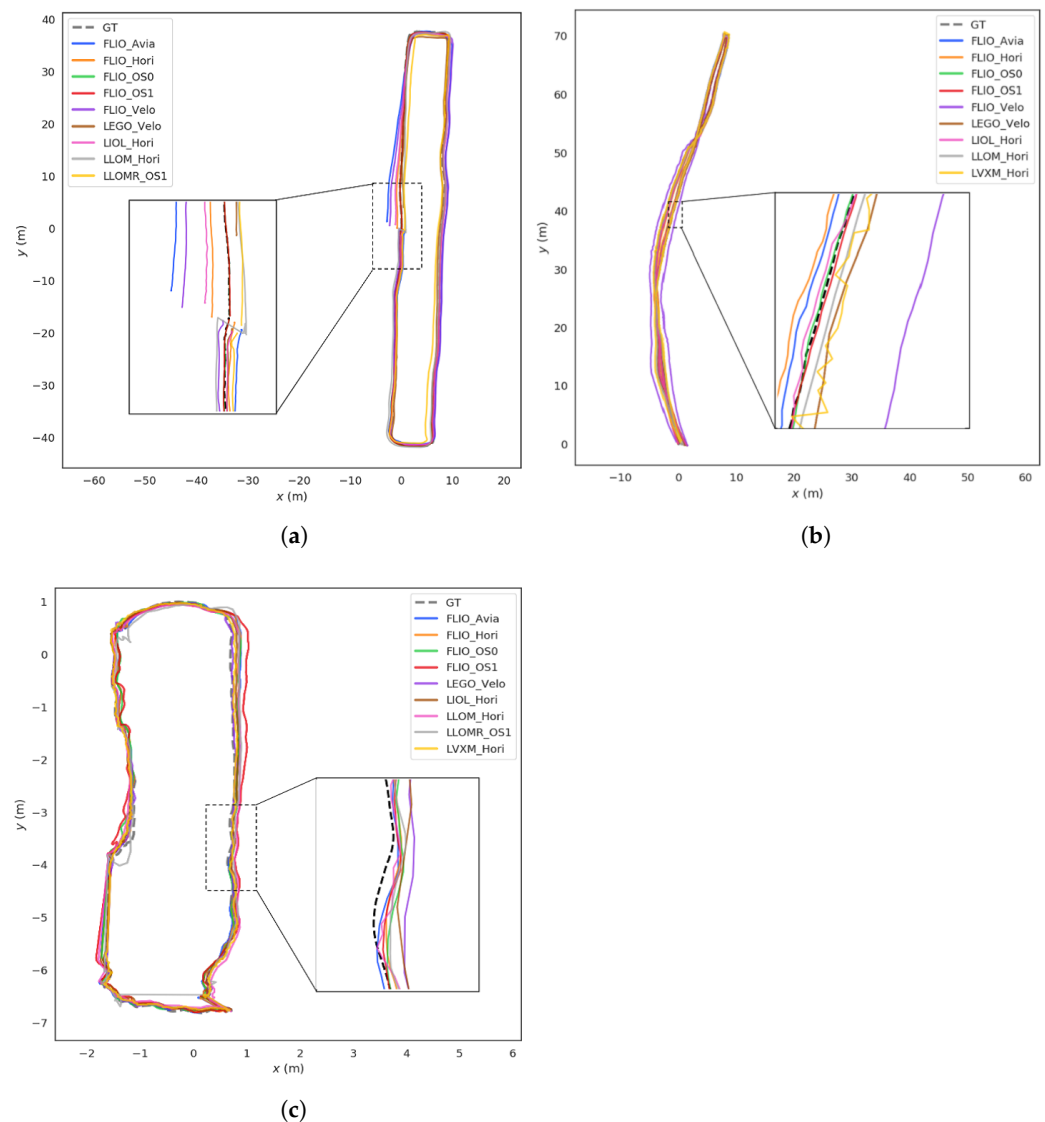 40
30
20
10
0
−10
−20
−30
−40
y (m)
−60 −50 −40 −30 −20 −10 0 10 20
x (m)
GT
FLIO_Avia
FLIO_Hori
FLIO_OS0
FLIO_OS1
FLIO_Velo
LEGO_Velo
LIOL_Hori
LLOM_Hori
LLOMR_OS1
(a)
70
60
50
40
30
20
10
0
y (m)
−10 0 10 20 30 40 50 60
x (m)
GT
FLIO_Avia
FLIO_Hori
FLIO_OS0
FLIO_OS1
FLIO_Velo
LEGO_Velo
LIOL_Hori
LLOM_Hori
LVXM_Hori
(b)
1
0
−1
−2
−3
−4
−5
−6
−7
y (m)
−2 −1 0 1 2 3 4 5 6
x (m)
GT
FLIO_Avia
FLIO_Hori
FLIO_OS0
FLIO_OS1
LEGO_Velo
LIOL_Hori
LLOM_Hori
LLOMR_OS1
LVXM_Hori
(c)